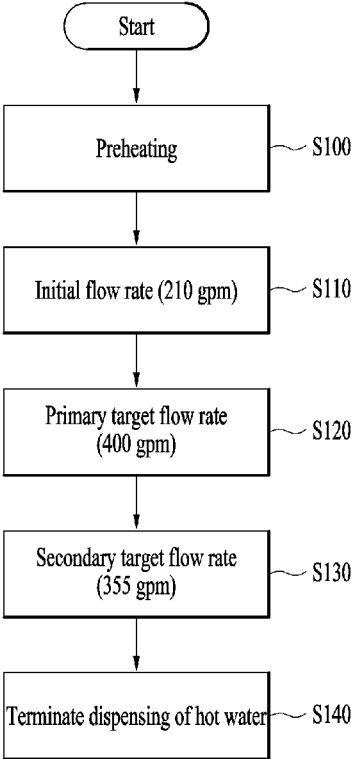 Start
Preheating
S100
Initial flow rate (210 gpm)
S110
Primary target flow rate
(400 gpm)
S120
Secondary target flow rate
(355 gpm)
S130
Terminate dispensing of hot water
S140